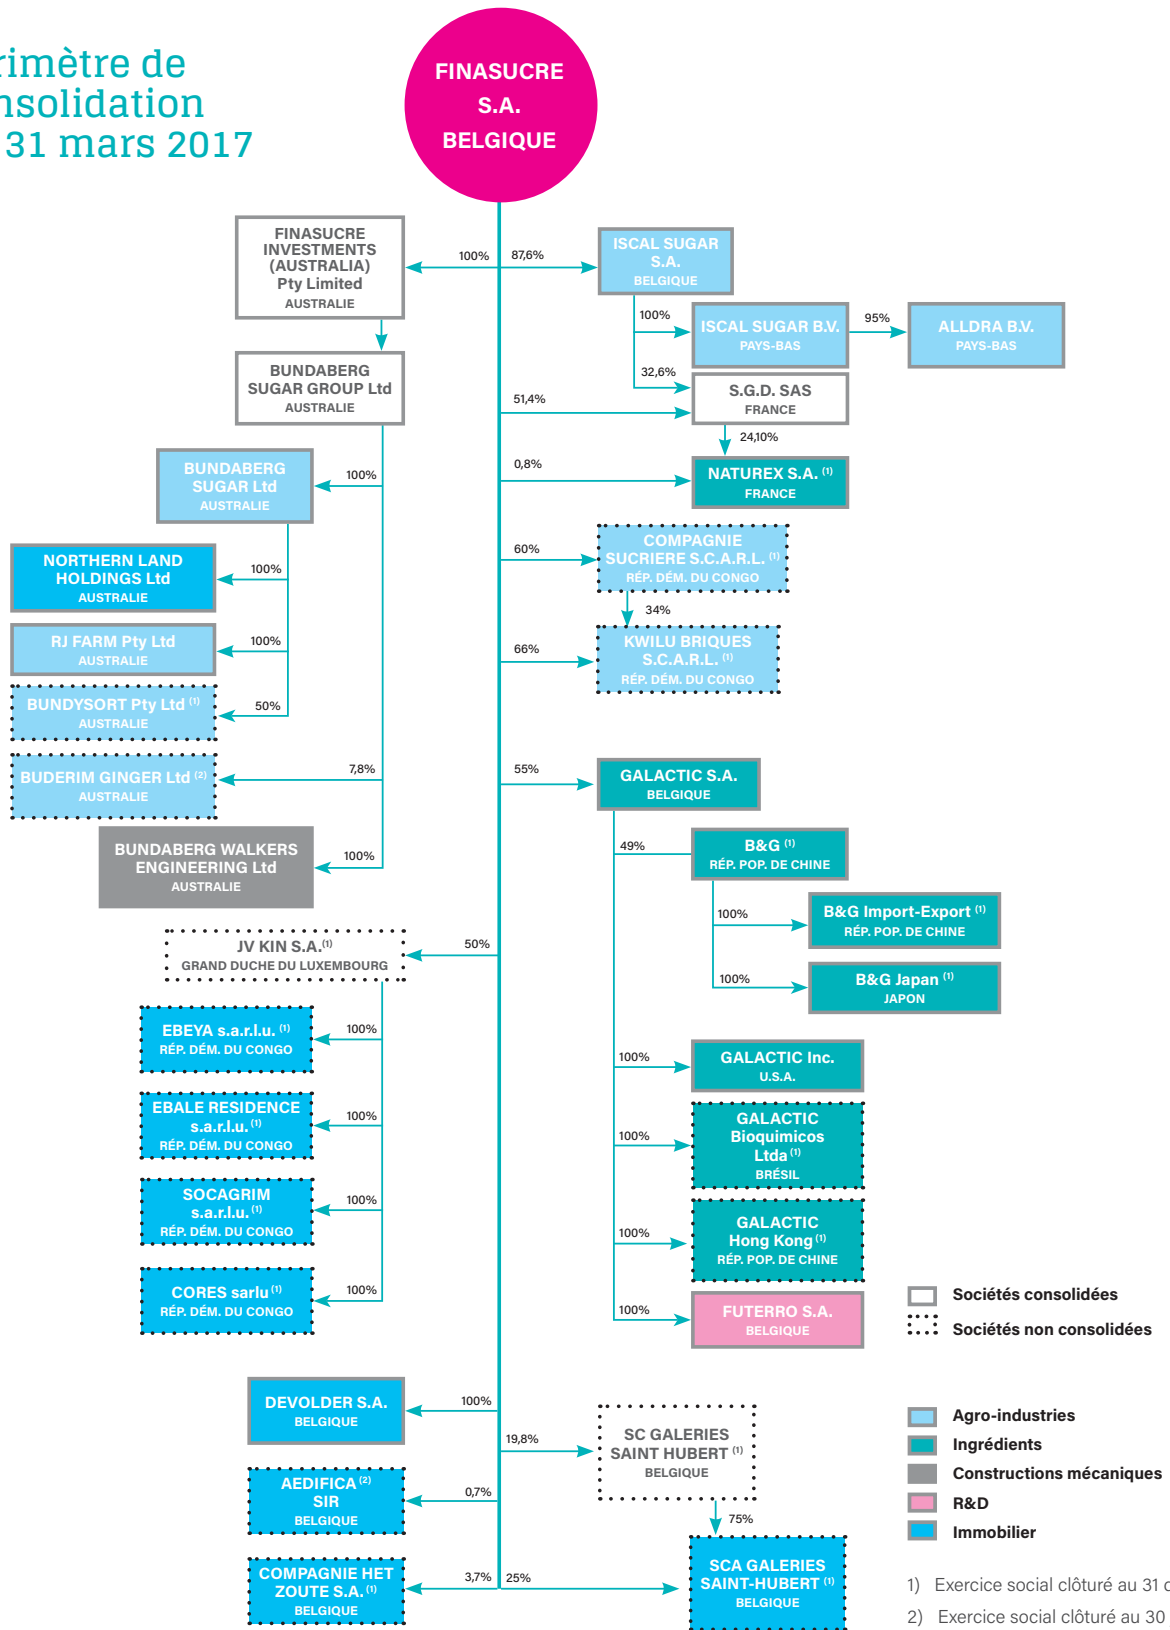 rimètre de
nsolidation
31 mars 2017
FINASUCRE
S.A.
BELGIQUE
FINASUCRE
INVESTMENTS
(AUSTRALIA)
Pty Limited
AUSTRALIE
100%
87,6%
ISCAL SUGAR
S.A.
BELGIQUE
100%
ISCAL SUGAR B.V.
PAYS-BAS
95%
ALLDRA B.V.
PAYS-BAS
BUNDABERG
SUGAR GROUP Ltd
AUSTRALIE
32,6%
51,4%
S.G.D. SAS
FRANCE
24,10%
BUNDABERG
SUGAR Ltd
AUSTRALIE
100%
0,8%
NATUREX S.A. (1)
FRANCE
NORTHERN LAND
HOLDINGS Ltd
AUSTRALIE
100%
60%
COMPAGNIE
SUCRIERE S.C.A.R.L. (1)
RÉP. DÉM. DU CONGO
34%
RJ FARM Pty Ltd
AUSTRALIE
100%
66%
KWILU BRIQUES
S.C.A.R.L. (1)
RÉP. DÉM. DU CONGO
BUNDYSORT Pty Ltd (1)
AUSTRALIE
50%
BUDERIM GINGER Ltd (2)
AUSTRALIE
7,8%
55%
GALACTIC S.A.
BELGIQUE
BUNDABERG WALKERS
ENGINEERING Ltd
AUSTRALIE
100%
49%
B&G (1)
RÉP. POP. DE CHINE
100%
B&G Import-Export (1)
RÉP. POP. DE CHINE
100%
B&G Japan (1)
JAPON
JV KIN S.A.(1)
GRAND DUCHE DU LUXEMBOURG
50%
EBEYA s.a.r.l.u. (1)
RÉP. DÉM. DU CONGO
100%
100%
GALACTIC Inc.
U.S.A.
EBALE RESIDENCE
s.a.r.l.u. (1)
RÉP. DÉM. DU CONGO
100%
100%
GALACTIC
Bioquimicos
Ltda (1)
BRÉSIL
SOCAGRIM
s.a.r.l.u. (1)
RÉP. DÉM. DU CONGO
100%
100%
GALACTIC
Hong Kong (1)
RÉP. POP. DE CHINE
CORES sarlu (1)
RÉP. DÉM. DU CONGO
100%
100%
FUTERRO S.A.
BELGIQUE
Sociétés consolidées
Sociétés non consolidées
DEVOLDER S.A.
BELGIQUE
100%
19,8%
SC GALERIES
SAINT HUBERT (1)
BELGIQUE
75%
AEDIFICA (2)
SIR
BELGIQUE
0,7%
COMPAGNIE HET
ZOUTE S.A. (1)
BELGIQUE
3,7%
25%
SCA GALERIES
SAINT-HUBERT (1)
BELGIQUE
Agro-industries
Ingrédients
Constructions mécaniques
R&D
Immobilier
1) Exercice social clôturé au 31
2) Exercice social clôturé au 30